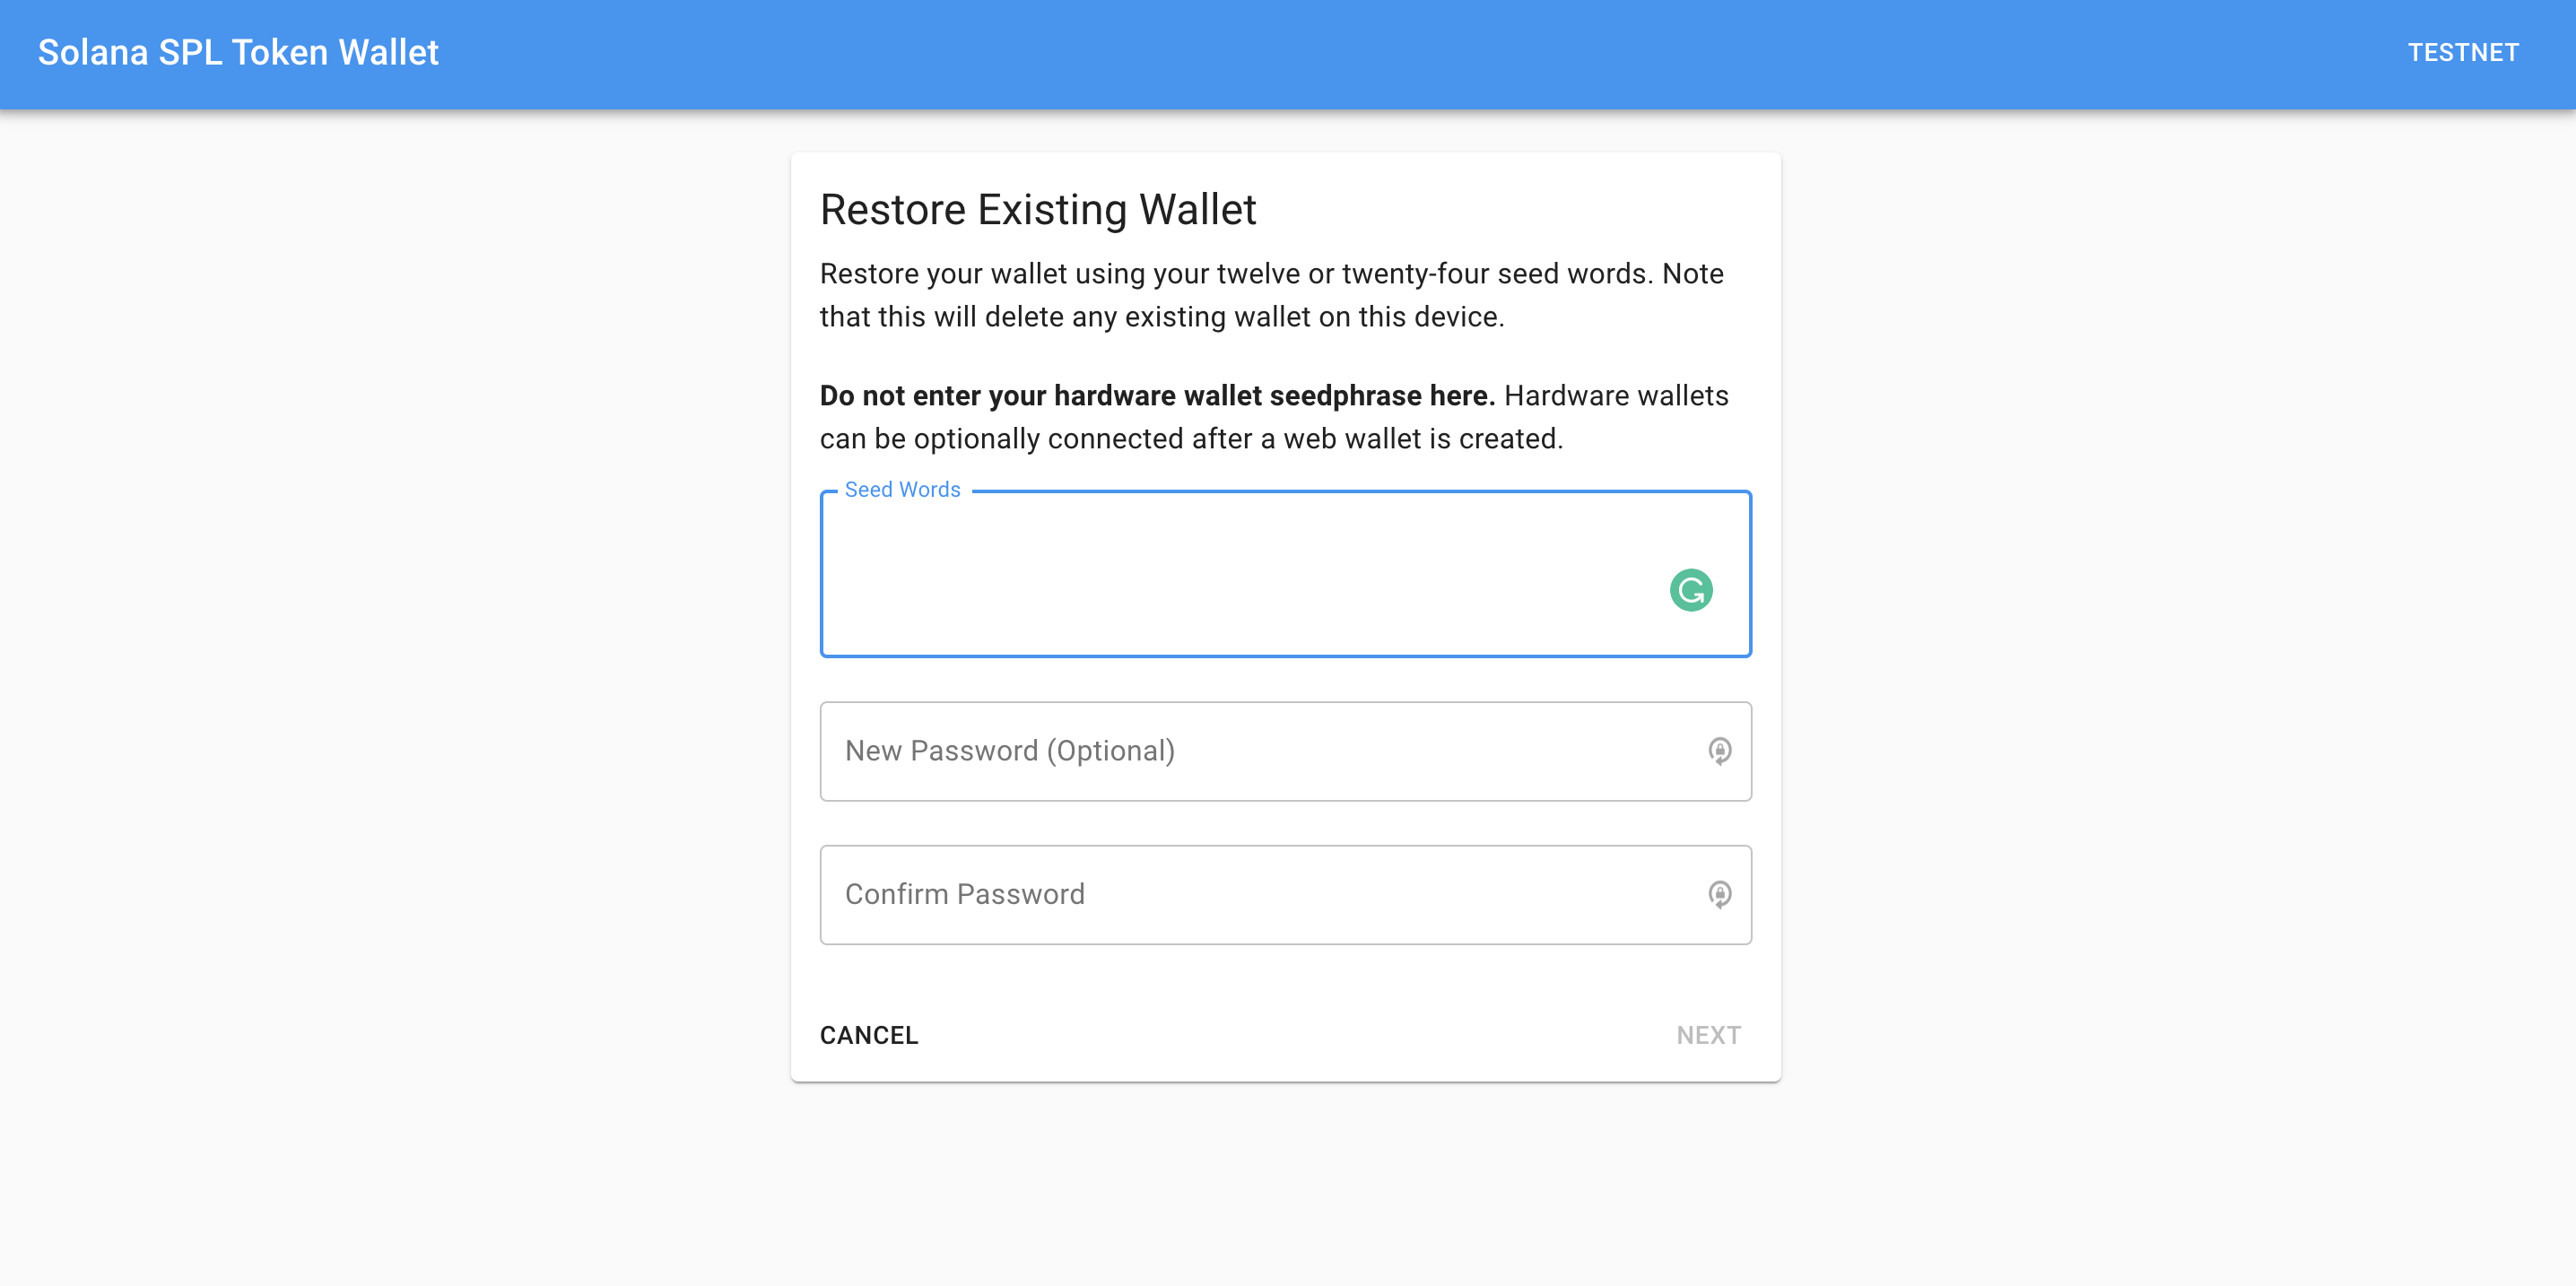 Solana SPL Token Wallet
TESTNET
Restore Existing Wallet
Restore your wallet using your twelve or twenty-four seed words. Note
that this will delete any existing wallet on this device.
Do not enter your hardware wallet seedphrase here. Hardware wallets
can be optionally connected after a web wallet is created.
Seed Words
New Password (Optional)
Confirm Password
CANCEL
NEXT